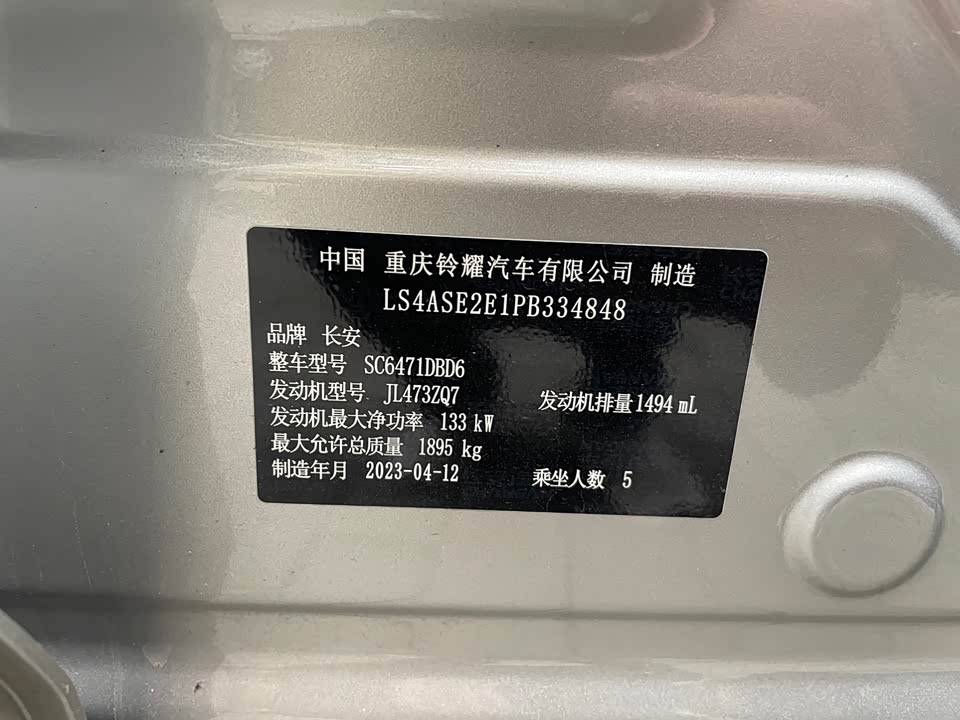 中国 重庆铃耀汽车有限公司 制造
LS4ASE2E1PB334848
品牌 长安
整车型号 SC6471DBD6
发动机型号 JL473ZQ7 发动机排量 1494 mL
发动机最大净功率 133 kW
最大允许总质量 1895 kg
制造年月 2023-04-12 乘坐人数 5